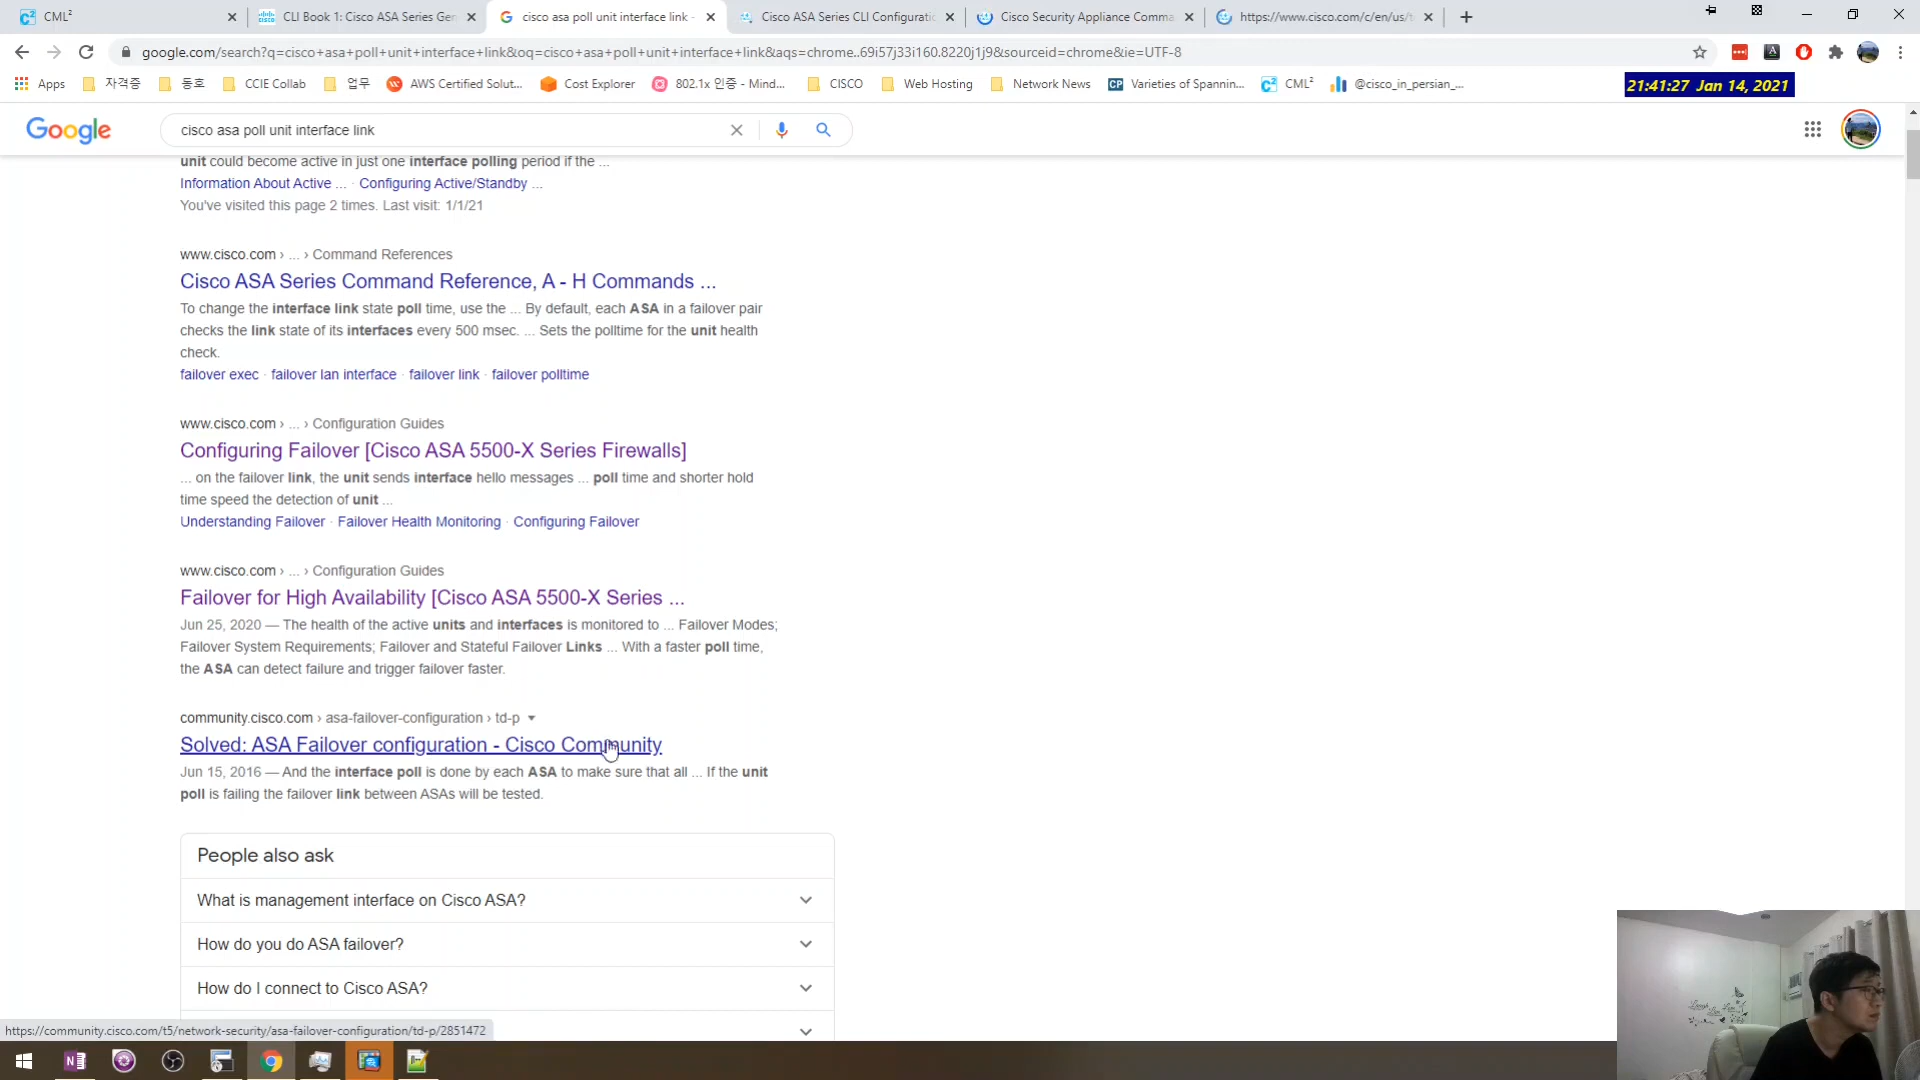 CML²
CLI Book 1: Cisco ASA Series Gen
cisco asa poll unit interface link -
Cisco ASA Series CLI Configuratio
Cisco Security Appliance Comma
https://www.cisco.com/c/en/us/t
google.com/search?q=cisco+asa+poll+unit+interface+link&oq=cisco+asa+poll+unit+interface+link&aqs=chrome..69i57j33i160.8220j1j9&sourceid=chrome&ie=UTF-8
Apps
자격증
동호
CCIE Collab
업무
AWS Certified Solut...
Cost Explorer
802.1x 인증 - Mind...
CISCO
Web Hosting
Network News
CP Varieties of Spannin...
CML²
@cisco_in_persian_...
21:41:27 Jan 14, 2021
Google
cisco asa poll unit interface link
unit could become active in just one interface polling period if the ...
Information About Active ... · Configuring Active/Standby ...
You've visited this page 2 times. Last visit: 1/1/21
www.cisco.com › ... › Command References
Cisco ASA Series Command Reference, A - H Commands ...
To change the interface link state poll time, use the ... By default, each ASA in a failover pair
checks the link state of its interfaces every 500 msec. ... Sets the polltime for the unit health
check.
failover exec · failover lan interface · failover link · failover polltime
www.cisco.com › ... › Configuration Guides
Configuring Failover [Cisco ASA 5500-X Series Firewalls]
... on the failover link, the unit sends interface hello messages ... poll time and shorter hold
time speed the detection of unit ...
Understanding Failover · Failover Health Monitoring · Configuring Failover
www.cisco.com › ... › Configuration Guides
Failover for High Availability [Cisco ASA 5500-X Series ...
Jun 25, 2020 — The health of the active units and interfaces is monitored to ... Failover Modes;
Failover System Requirements; Failover and Stateful Failover Links ... With a faster poll time,
the ASA can detect failure and trigger failover faster.
community.cisco.com › asa-failover-configuration › td-p
Solved: ASA Failover configuration - Cisco Community
Jun 15, 2016 — And the interface poll is done by each ASA to make sure that all ... If the unit
poll is failing the failover link between ASAs will be tested.
People also ask
What is management interface on Cisco ASA?
How do you do ASA failover?
How do I connect to Cisco ASA?
https://community.cisco.com/t5/network-security/asa-failover-configuration/td-p/2851472